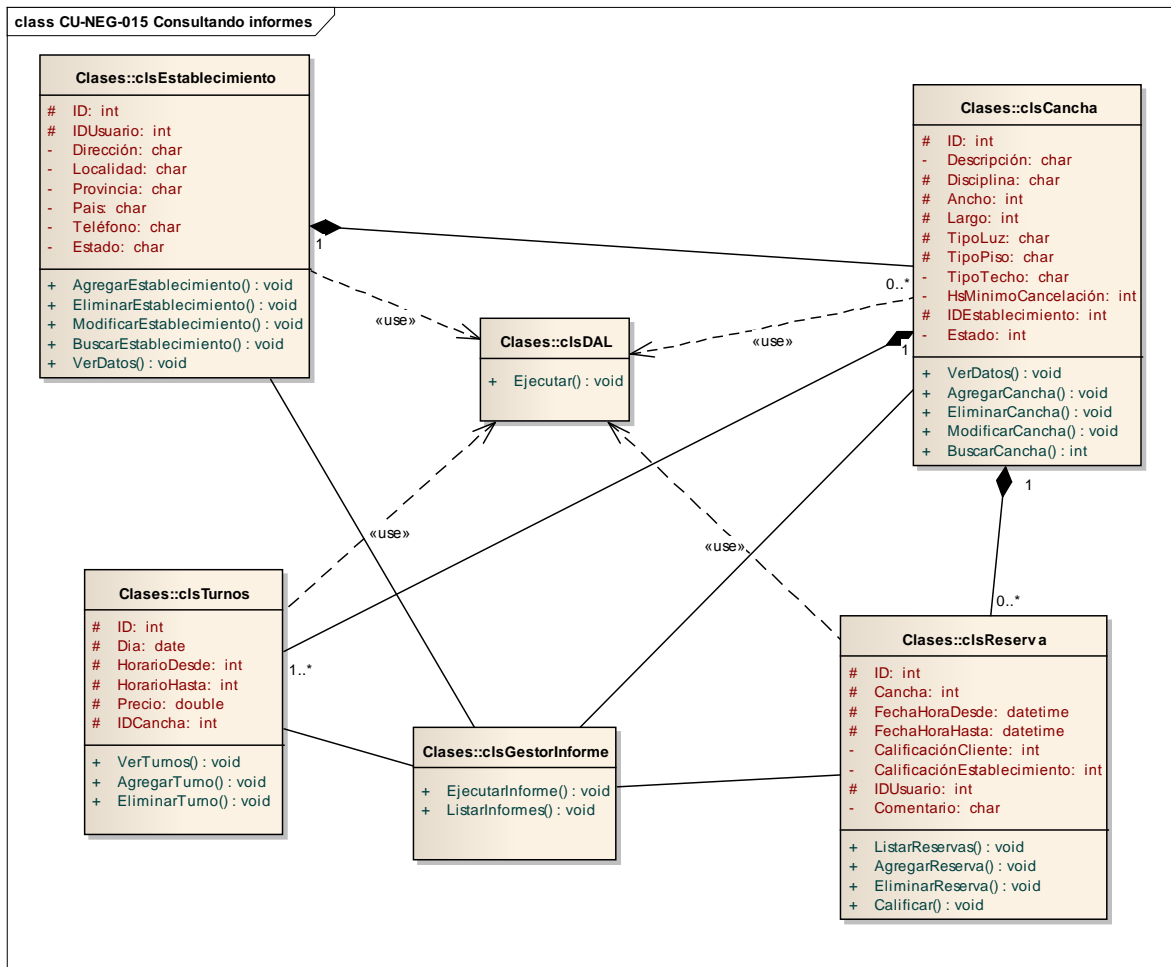 class CU-NEG-015 Consultando informes
Clases::clsEstablecimiento
# ID: int
# IDUsuario: int
- Dirección: char
- Localidad: char
- Provincia: char
- Pais: char
- Teléfono: char
- Estado: char
+ AgregarEstablecimiento() : void
+ EliminarEstablecimiento() : void
+ ModificarEstablecimiento() : void
+ BuscarEstablecimiento() : void
+ VerDatos() : void
Clases::clsCancha
# ID: int
- Descripción: char
# Disciplina: char
# Ancho: int
# Largo: int
# TipoLuz: char
# TipoPiso: char
- TipoTecho: char
- HsMinimoCancelación: int
# IDEstablecimiento: int
- Estado: int
+ VerDatos() : void
+ AgregarCancha() : void
+ EliminarCancha() : void
+ ModificarCancha() : void
+ BuscarCancha() : int
1
0..*
«use»
«use»
1
Clases::clsDAL
+ Ejecutar() : void
1
«use»
«use»
Clases::clsTurnos
# ID: int
# Dia: date
# HorarioDesde: int
# HorarioHasta: int
# Precio: double
# IDCancha: int
+ VerTurnos() : void
+ AgregarTurno() : void
+ EliminarTurno() : void
1..*
0..*
Clases::clsGestorInforme
+ EjecutarInforme() : void
+ ListarInformes() : void
Clases::clsReserva
# ID: int
# Cancha: int
# FechaHoraDesde: datetime
# FechaHoraHasta: datetime
- CalificaciónCliente: int
- CalificaciónEstablecimiento: int
# IDUsuario: int
- Comentario: char
+ ListarReservas() : void
+ AgregarReserva() : void
+ EliminarReserva() : void
+ Calificar() : void